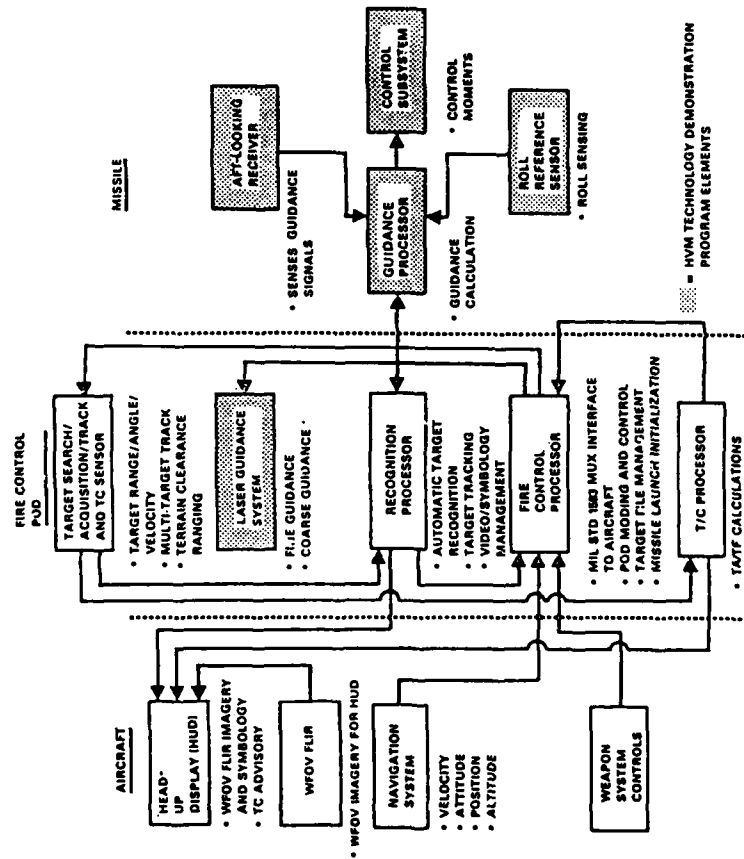 AIRCRAFT
HEAD-
UP
DISPLAY (HUD)
• WFOV FLIR IMAGERY
AND SYMBOLOGY
• TC ADVISORY
WFOV FLIR
• WFOV IMAGERY FOR HUD
NAVIGATION
SYSTEM
• VELOCITY
• ATTITUDE
• POSITION
• ALTITUDE
WEAPON
SYSTEM
CONTROLS
FIRE CONTROL
POD
TARGET SEARCH/
ACQUISITION/TRACK
AND TC SENSOR
• TARGET RANGE/ANGLE/
VELOCITY
• MULTI-TARGET TRACK
• TERRAIN CLEARANCE
RANGING
LASER GUIDANCE
SYSTEM
• FINE GUIDANCE
• COARSE GUIDANCE
RECOGNITION
PROCESSOR
• AUTOMATIC TARGET
RECOGNITION
• TARGET TRACKING
• VIDEO/SYMBOLOGY
MANAGEMENT
FIRE
CONTROL
PROCESSOR
• MIL STD 1553 MUX INTERFACE
TO AIRCRAFT
• POD MODING AND CONTROL
• TARGET FILE MANAGEMENT
• MISSILE LAUNCH INITIALIZATION
T/C PROCESSOR
• TA/TF CALCULATIONS
MISSILE
AFT-LOOKING
RECEIVER
• SENSES GUIDANCE
SIGNALS
GUIDANCE
PROCESSOR
• GUIDANCE
CALCULATION
CONTROL
SUBSYSTEM
• CONTROL
MOMENTS
ROLL
REFERENCE
SENSOR
• ROLL SENSING
= HVM TECHNOLOGY DEMONSTRATION
PROGRAM ELEMENTS